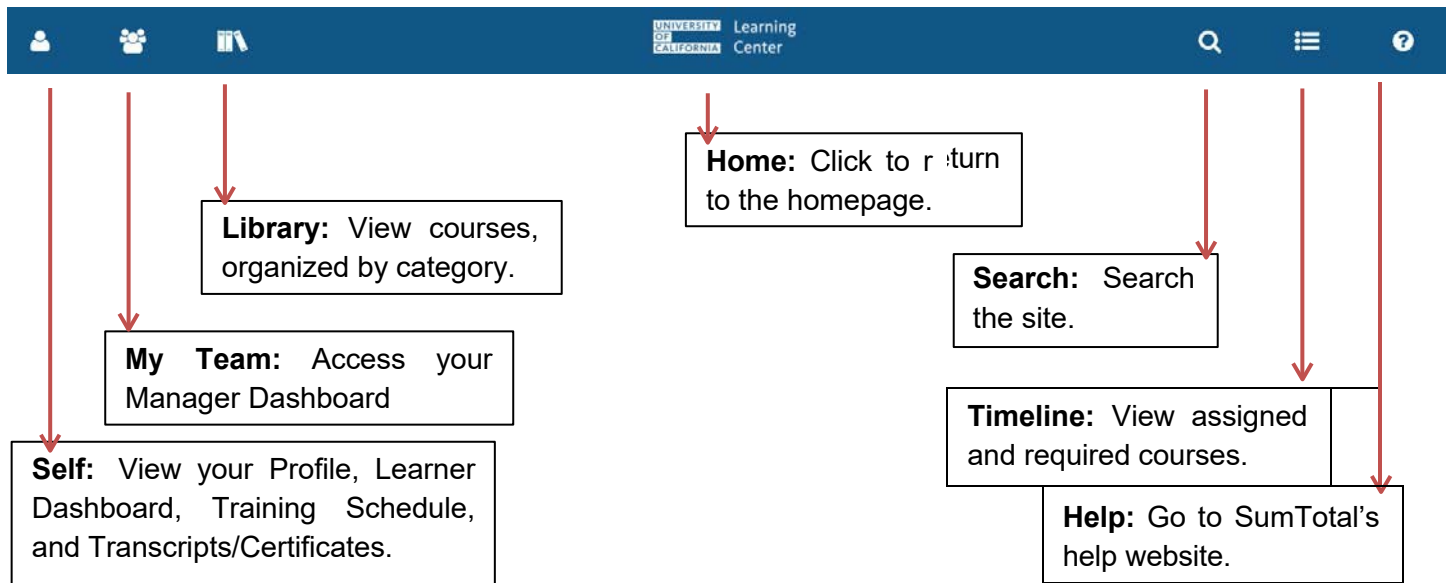 UNIVERSITY
OF
CALIFORNIA
Learning
Center
Home: Click to r eturn
to the homepage.
Library: View courses,
organized by category.
Search: Search
the site.
My Team: Access your
Manager Dashboard
Timeline: View assigned
and required courses.
Self: View your Profile, Learner
Dashboard, Training Schedule,
and Transcripts/Certificates.
Help: Go to SumTotal’s
help website.